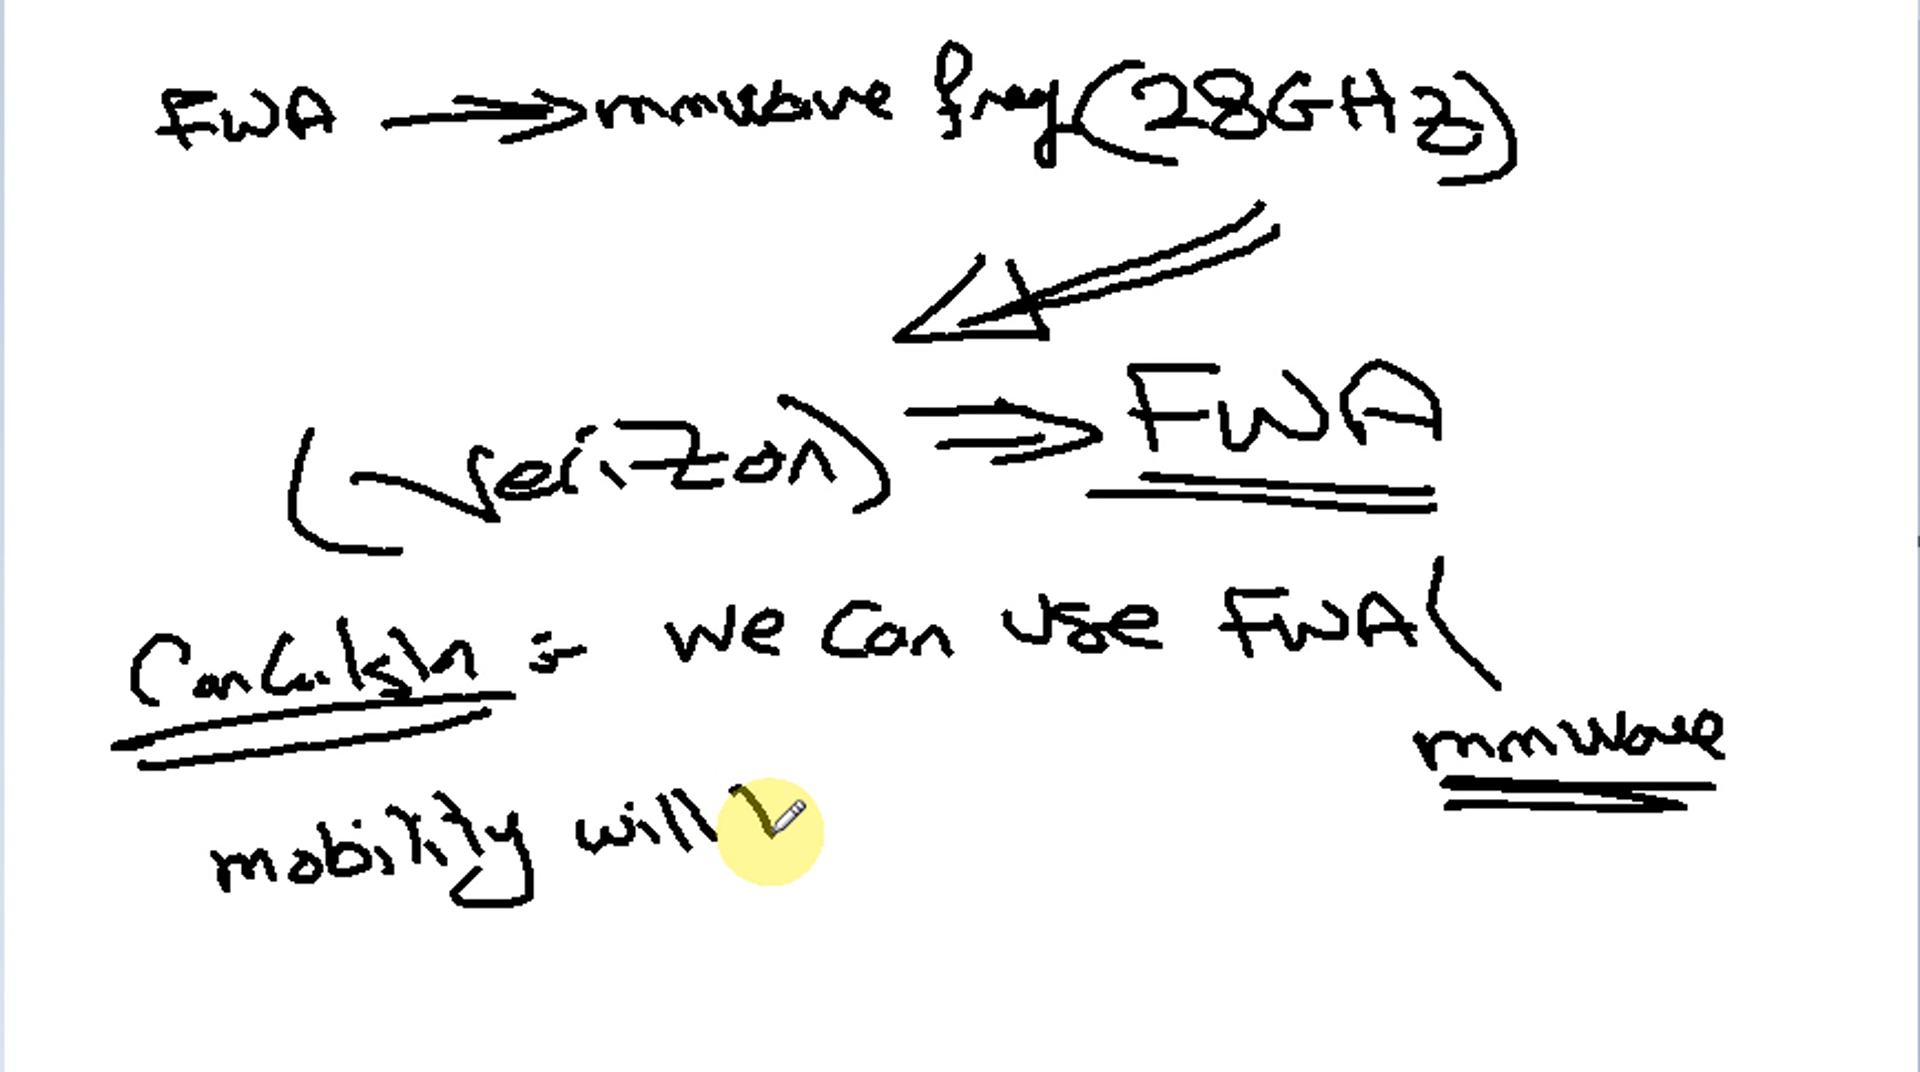 FWA → mmwave freq (28GHz)
(verizon) ⇒ FWA
Conclusion :- we can use FWA (
mmwave
mobility will